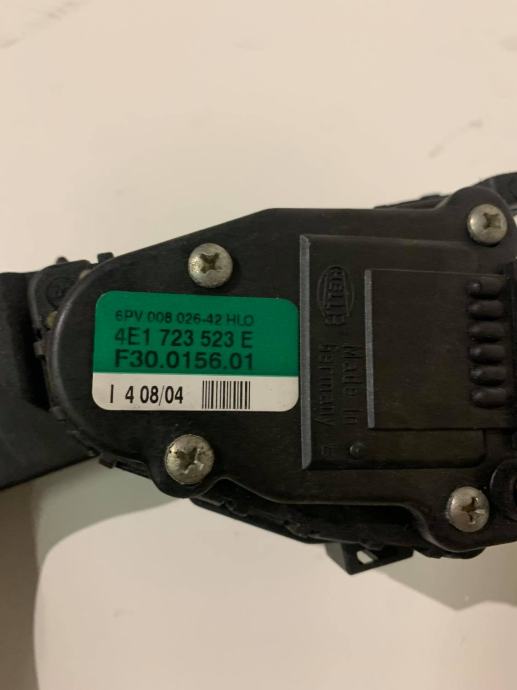 6PV 008 026-42 HLO
4E1 723 523 E
F30.0156.01
I 4 08/04
HELLA
Made in
Germany